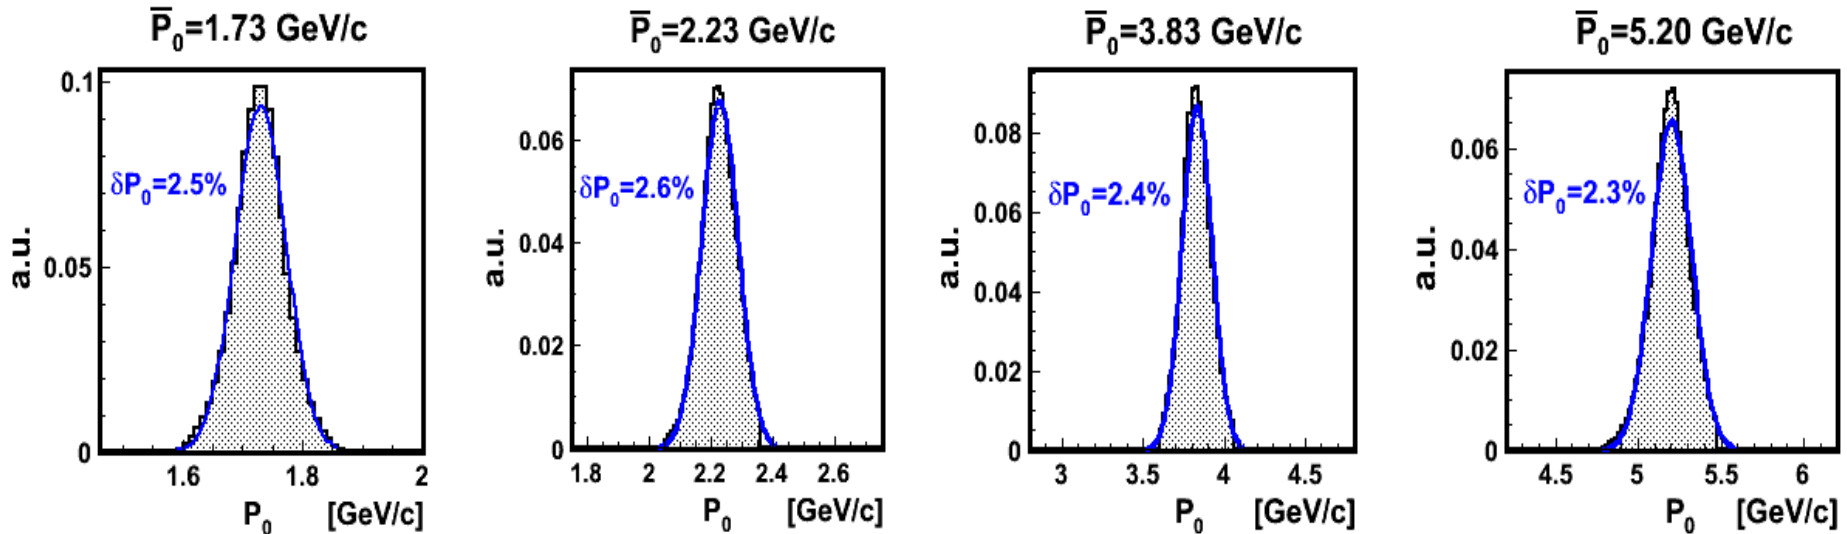 P̅₀=1.73 GeV/c
0.1
0.05
0
a.u.
δP₀=2.5%
1.6 1.8 2
P₀ [GeV/c]
P̅₀=2.23 GeV/c
0.06
0.04
0.02
0
a.u.
δP₀=2.6%
1.8 2 2.2 2.4 2.6
P₀ [GeV/c]
P̅₀=3.83 GeV/c
0.08
0.06
0.04
0.02
0
a.u.
δP₀=2.4%
3 3.5 4 4.5
P₀ [GeV/c]
P̅₀=5.20 GeV/c
0.06
0.04
0.02
0
a.u.
δP₀=2.3%
4.5 5 5.5 6
P₀ [GeV/c]